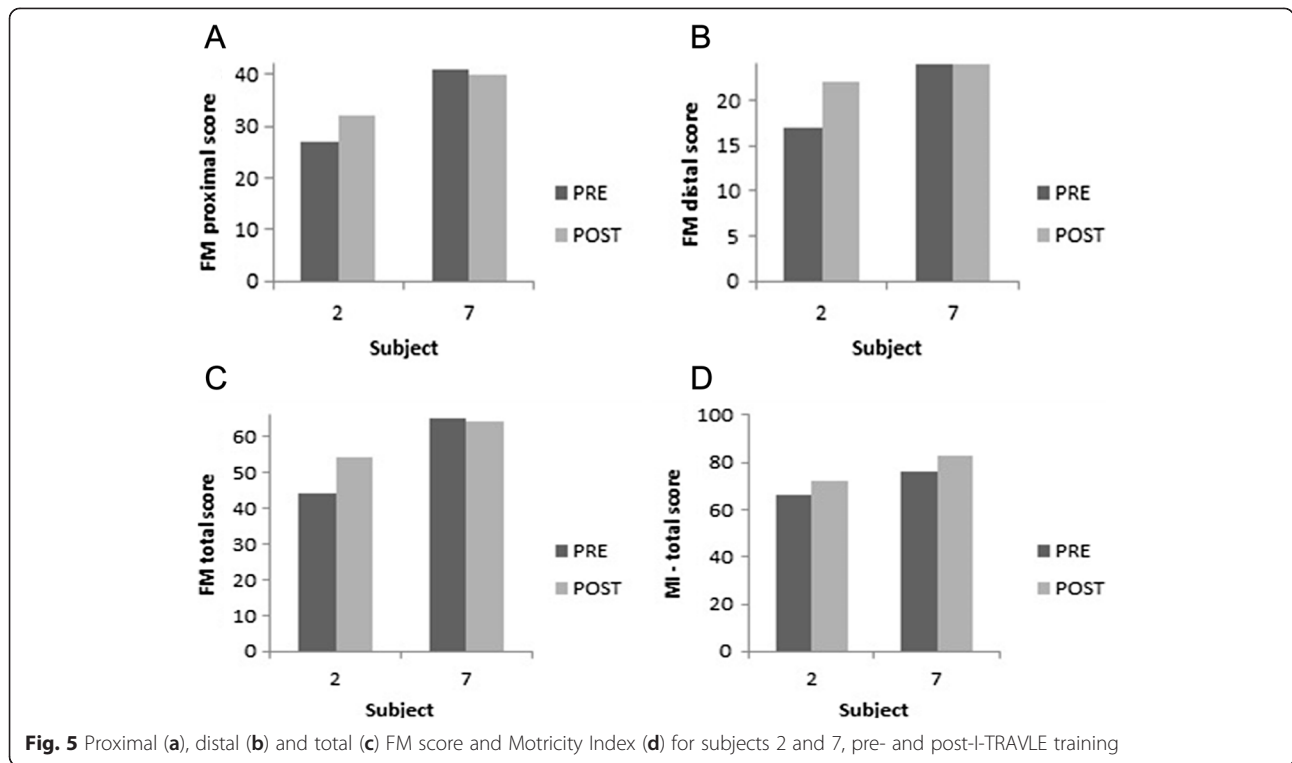 A
FM proximal score
40
30
20
10
0
2
7
Subject
PRE
POST
B
FM distal score
20
15
10
5
0
2
7
Subject
PRE
POST
C
FM total score
60
50
40
30
20
10
0
2
7
Subject
PRE
POST
D
MI - total score
100
80
60
40
20
0
2
7
Subject
PRE
POST
Fig. 5 Proximal (a), distal (b) and total (c) FM score and Motricity Index (d) for subjects 2 and 7, pre- and post-I-TRAVLE training